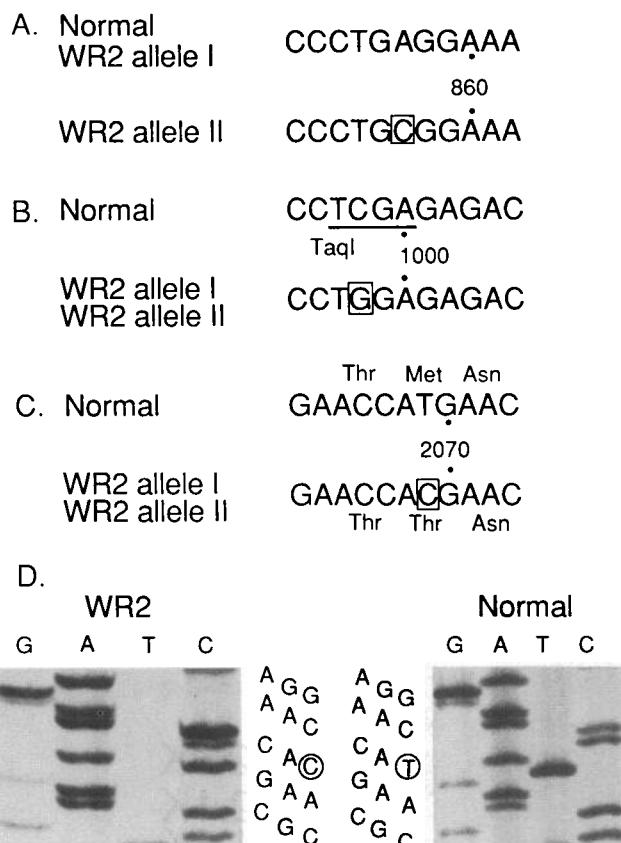 A. Normal
WR2 allele I
CCCTGAGGAAA
860
WR2 allele II CCCTGCGGAAA
B. Normal CCTCGAGAGAC
TaqI 1000
WR2 allele I
WR2 allele II
CCTGGAGAGAC
Thr Met Asn
C. Normal GAACCATGAAC
2070
WR2 allele I
WR2 allele II
GAACCACGAAC
Thr Thr Asn
D.
WR2 Normal
G A T C G A T C
A G G A G G
A A C A A C
C A C C A T
G A A G A A
C G C C G C